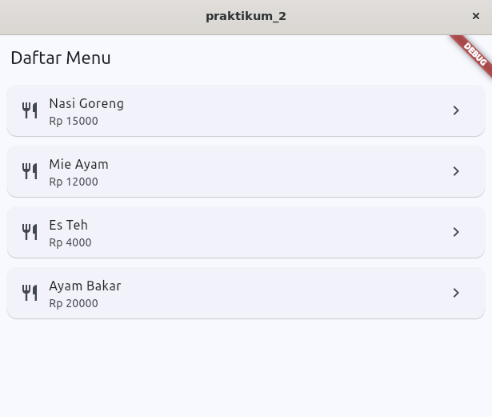 praktikum_2
DEBUG
Daftar Menu
Nasi Goreng
Rp 15000
Mie Ayam
Rp 12000
Es Teh
Rp 4000
Ayam Bakar
Rp 20000